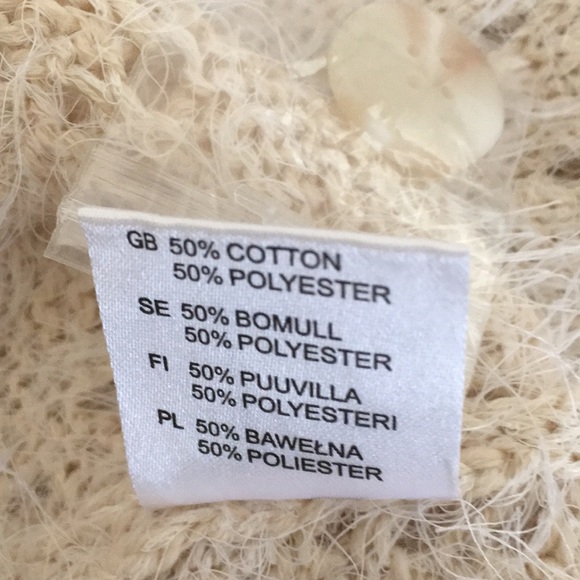 GB 50% COTTON
50% POLYESTER
SE 50% BOMULL
50% POLYESTER
FI 50% PUUVILLA
50% POLYESTERI
PL 50% BAWEŁNA
50% POLIESTER